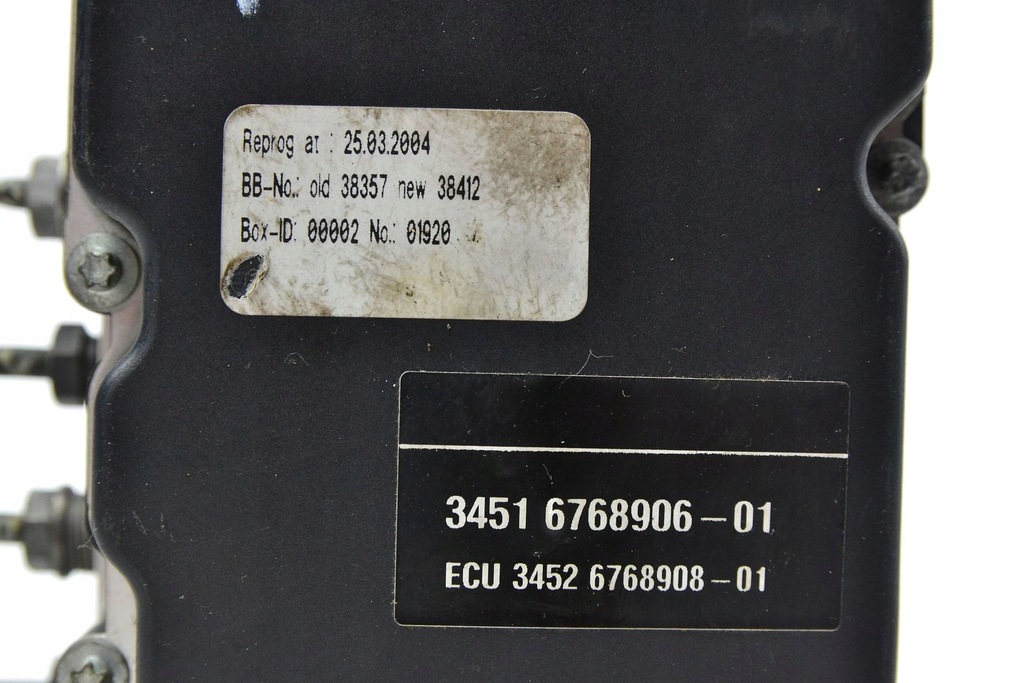 Reprog at : 25.03.2004
BB-No.: old 38357 new 38412
Box-ID: 00002 No.: 01920
3451 6768906-01
ECU 3452 6768908-01